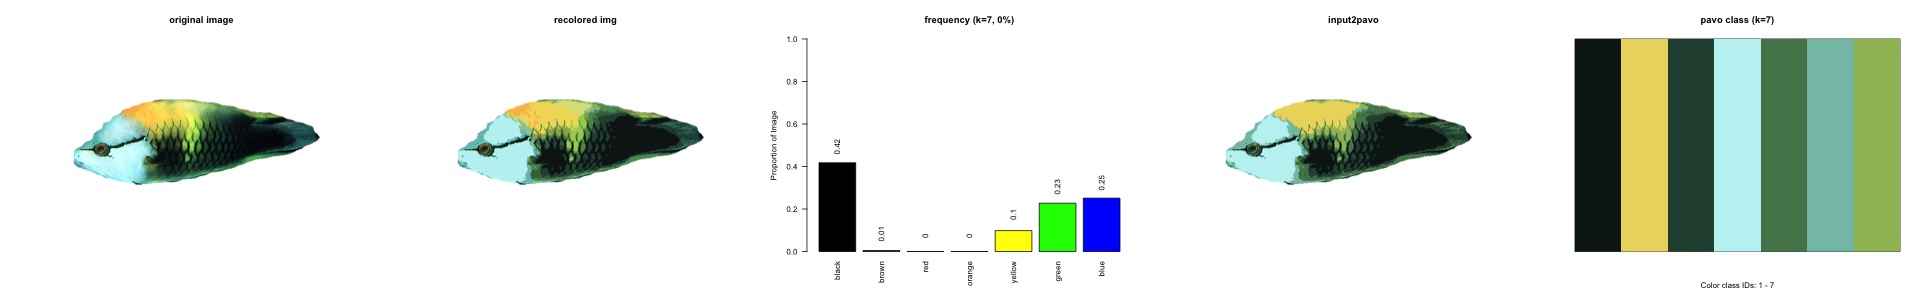 original image
recolored img
frequency (k=7, 0%)
input2pavo
pavo class (k=7)
Proportion of Image
1.0
0.8
0.6
0.4
0.2
0.0
0.42
0.01
0
0
0.1
0.23
0.25
black
brown
red
orange
yellow
green
blue
Color class IDs: 1 - 7